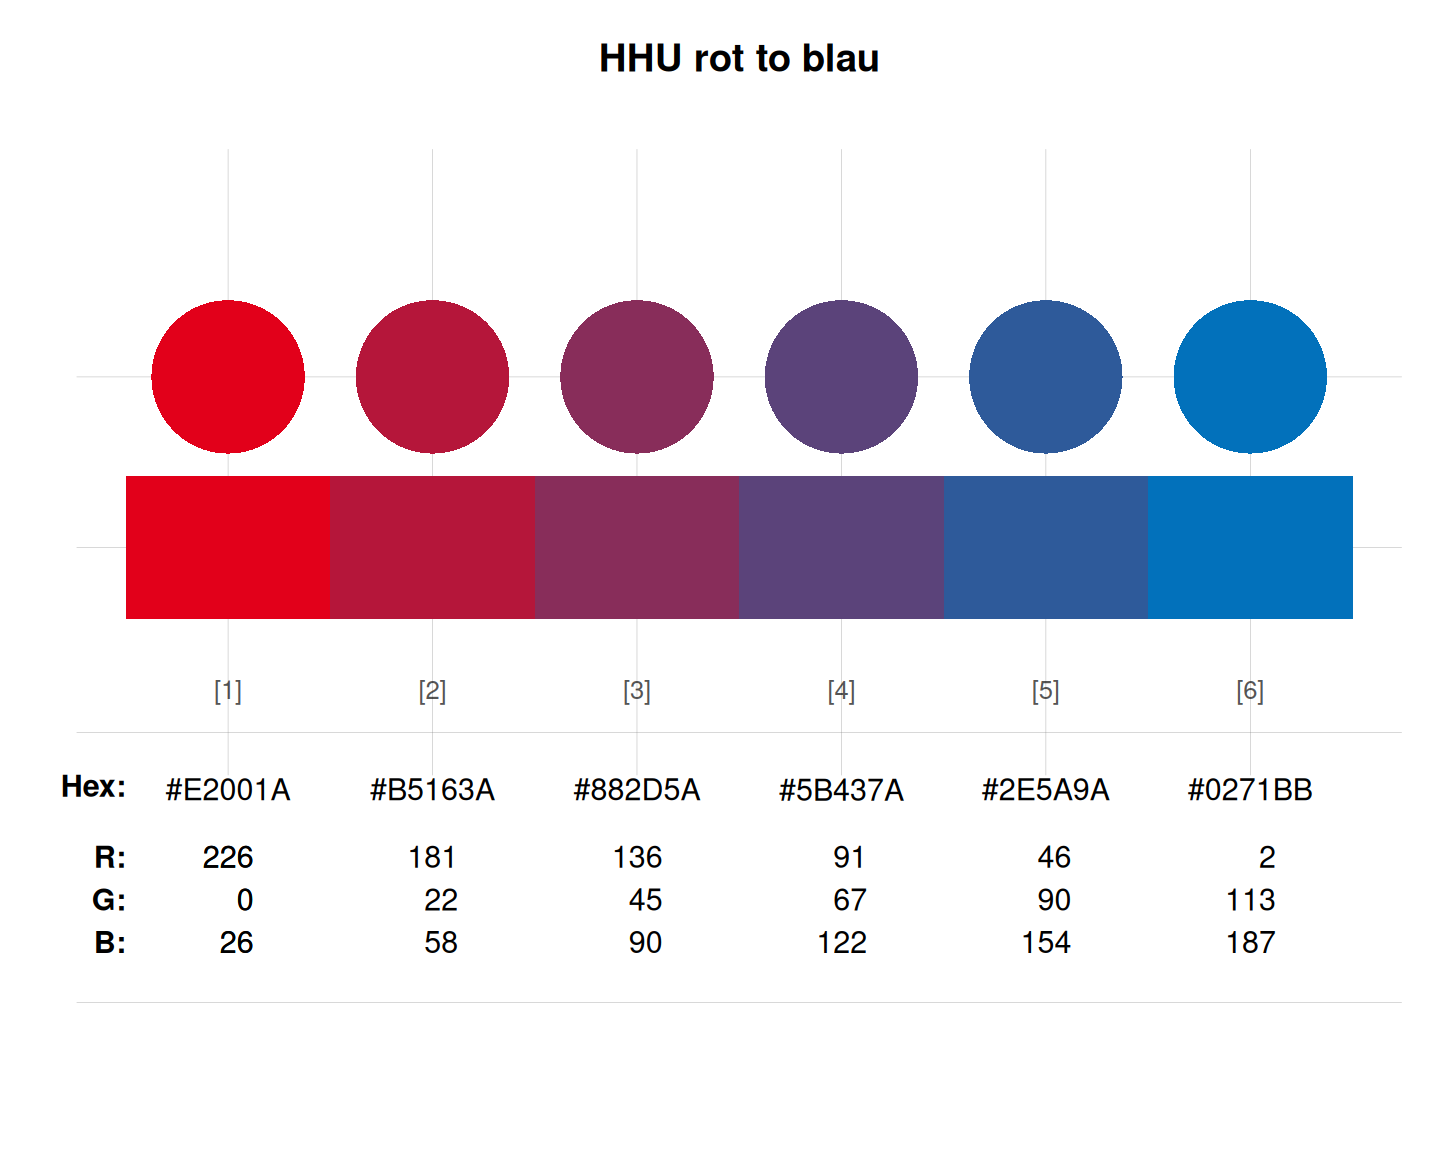 HHU rot to blau
[1] [2] [3] [4] [5] [6]
Hex: #E2001A #B5163A #882D5A #5B437A #2E5A9A #0271BB
R: 226 181 136 91 46 2
G: 0 22 45 67 90 113
B: 26 58 90 122 154 187